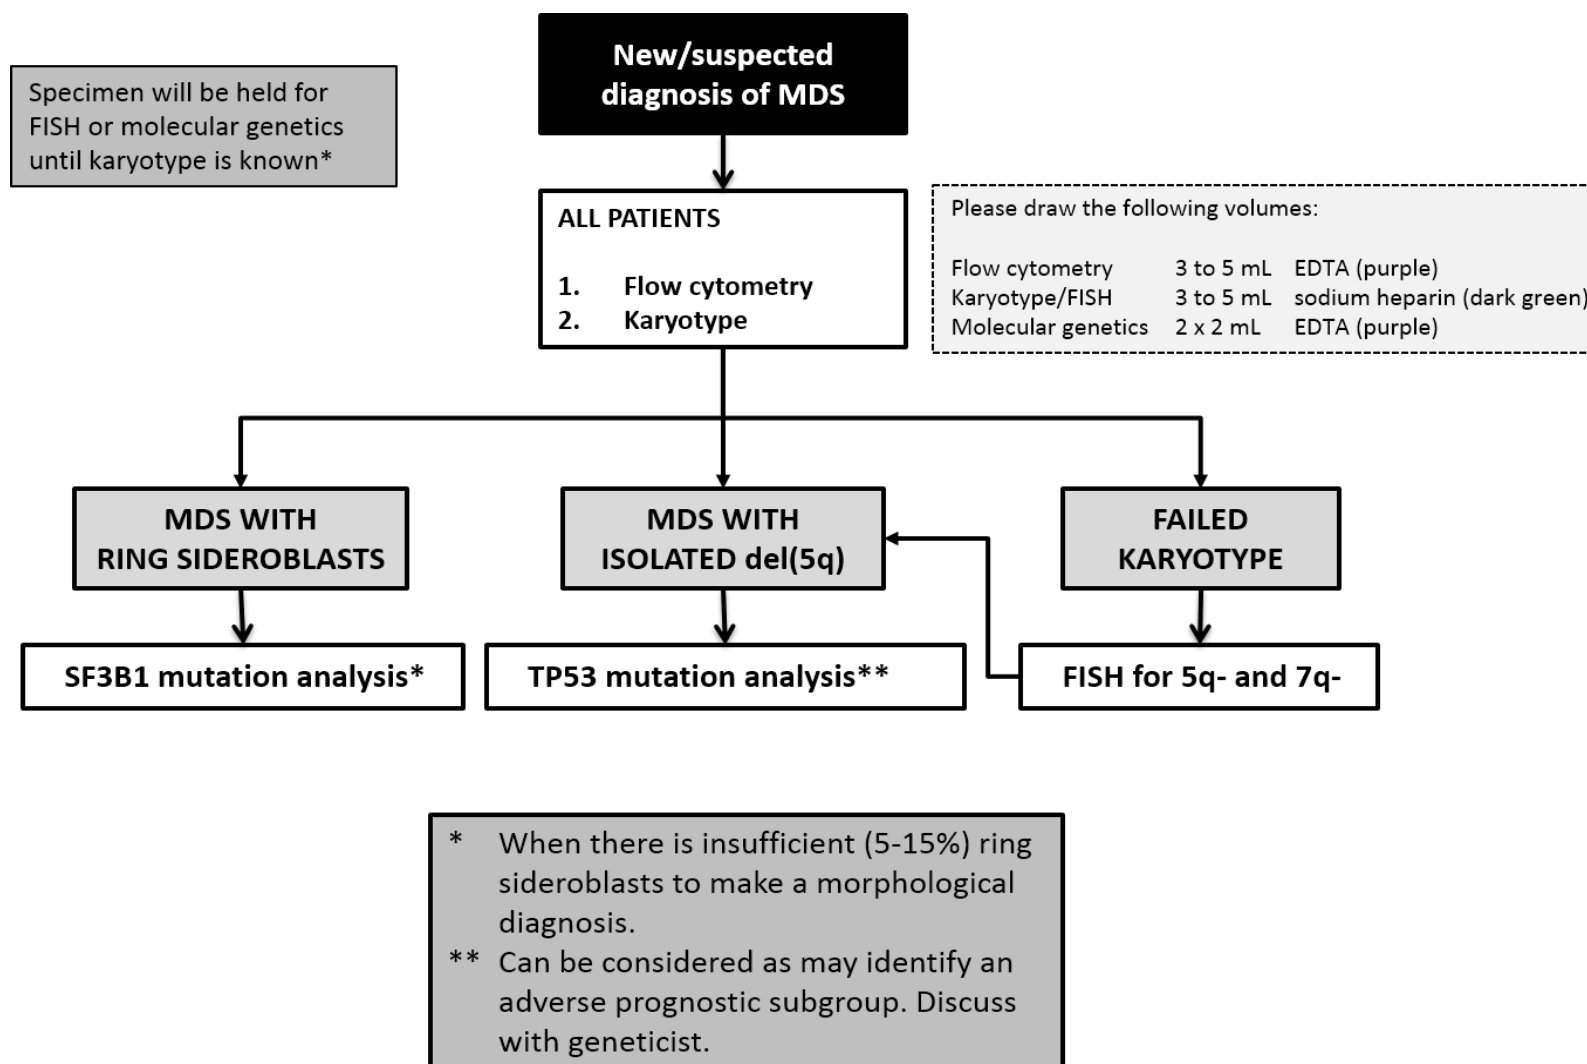 New/suspected
diagnosis of MDS
Specimen will be held for
FISH or molecular genetics
until karyotype is known*
ALL PATIENTS
1. Flow cytometry
2. Karyotype
Please draw the following volumes:
Flow cytometry 3 to 5 mL EDTA (purple)
Karyotype/FISH 3 to 5 mL sodium heparin (dark green)
Molecular genetics 2 x 2 mL EDTA (purple)
MDS WITH
RING SIDEROBLASTS
MDS WITH
ISOLATED del(5q)
FAILED
KARYOTYPE
SF3B1 mutation analysis*
TP53 mutation analysis**
FISH for 5q- and 7q-
* When there is insufficient (5-15%) ring
sideroblasts to make a morphological
diagnosis.
** Can be considered as may identify an
adverse prognostic subgroup. Discuss
with geneticist.